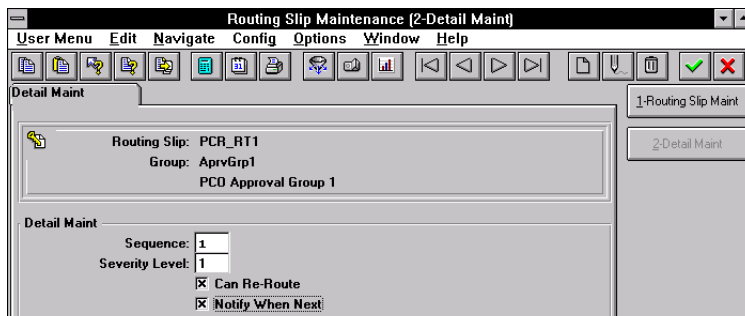 Routing Slip Maintenance (2-Detail Maint)
User Menu Edit Navigate Config Options Window Help
Detail Maint
1-Routing Slip Maint
2-Detail Maint
Routing Slip: PCR_RT1
Group: AprvGrp1
PCO Approval Group 1
Detail Maint
Sequence: 1
Severity Level: 1
Can Re-Route
Notify When Next